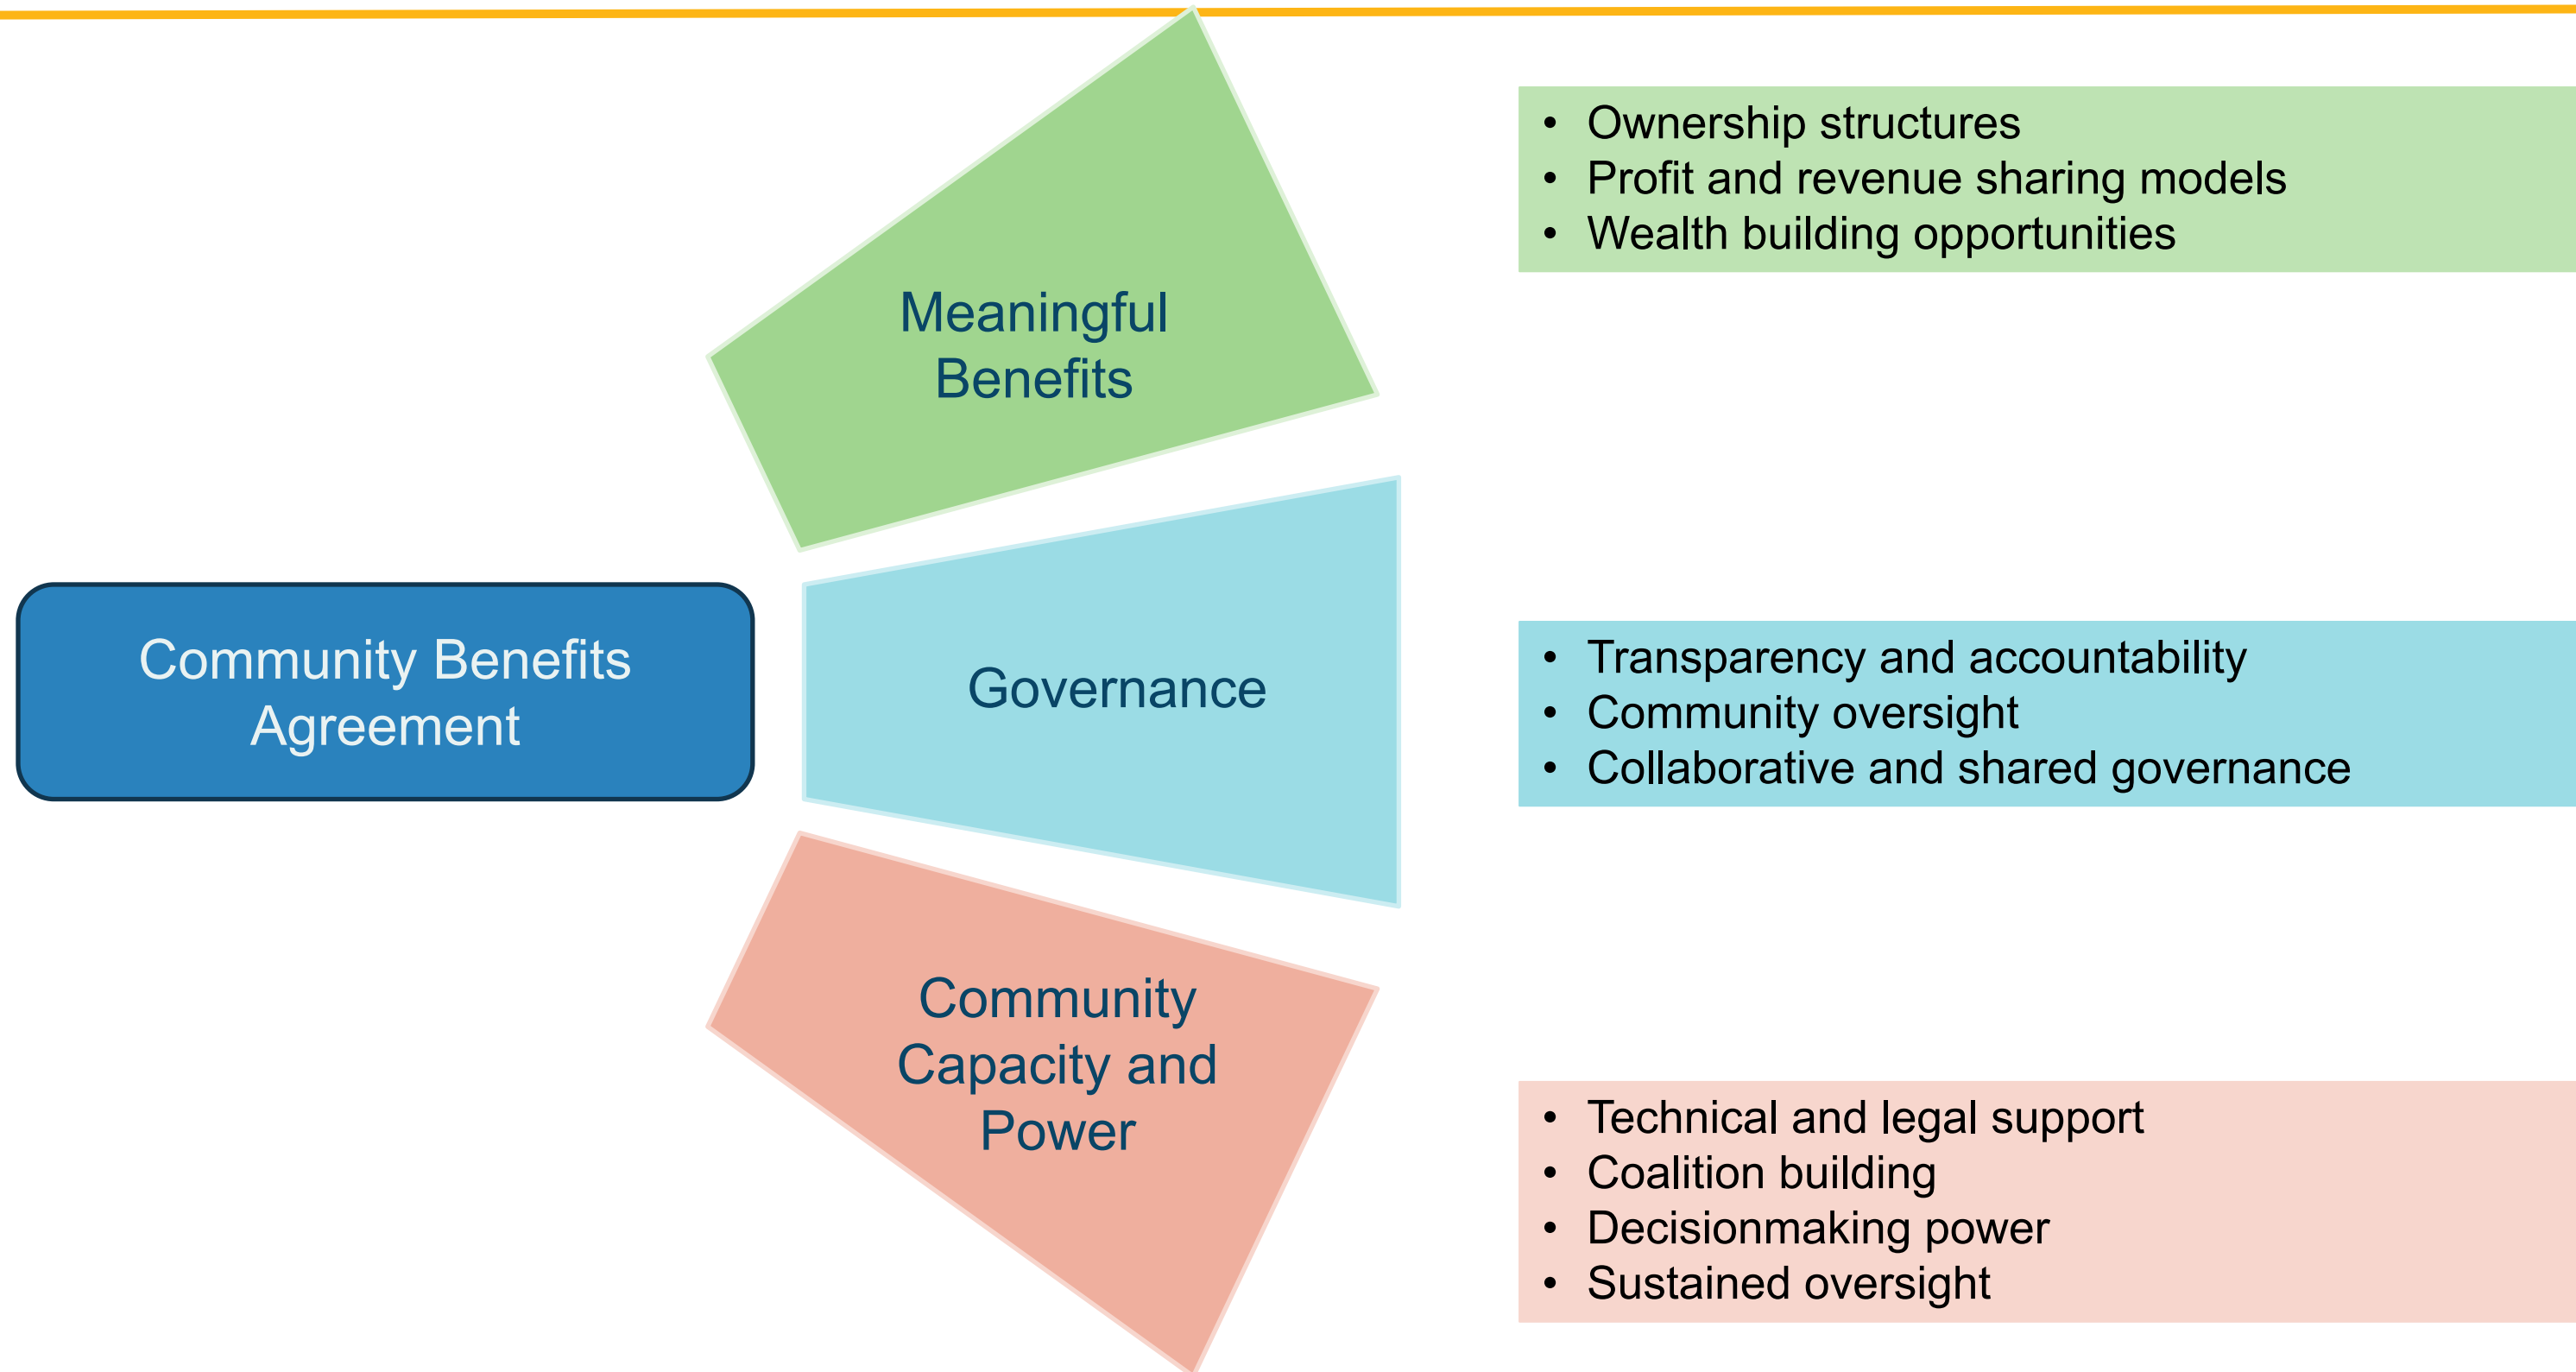 Community Benefits
Agreement
Meaningful
Benefits
• Ownership structures
• Profit and revenue sharing models
• Wealth building opportunities
Governance
• Transparency and accountability
• Community oversight
• Collaborative and shared governance
Community
Capacity and
Power
• Technical and legal support
• Coalition building
• Decisionmaking power
• Sustained oversight